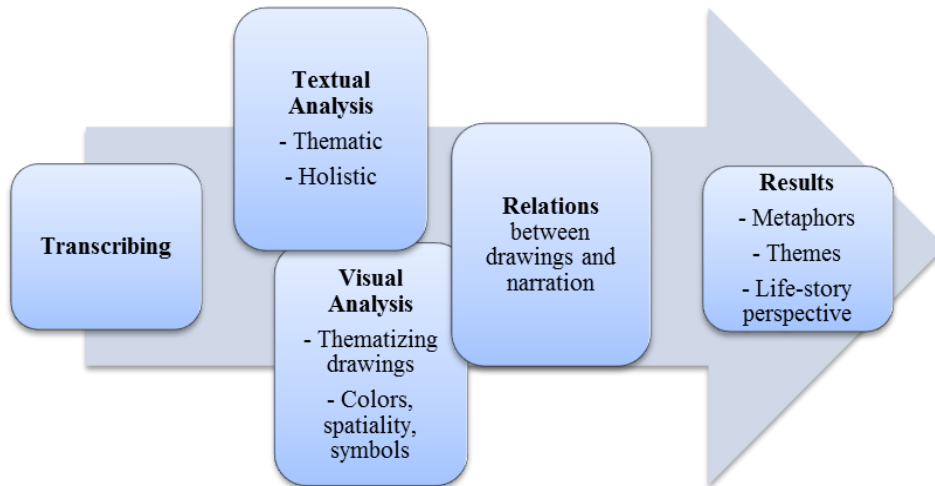 Transcribing
Textual
Analysis
- Thematic
- Holistic
Visual
Analysis
- Thematizing
drawings
- Colors,
spatiality,
symbols
Relations
between
drawings and
narration
Results
- Metaphors
- Themes
- Life-story
perspective